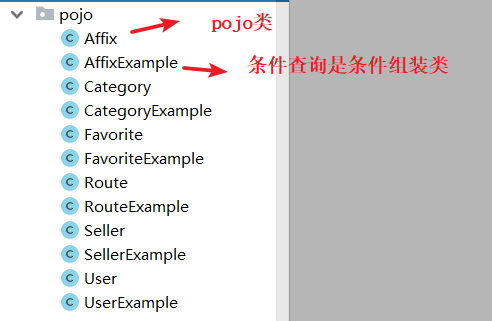 pojo
Affix
pojo类
AffixExample
条件查询是条件组装类
Category
CategoryExample
Favorite
FavoriteExample
Route
RouteExample
Seller
SellerExample
User
UserExample